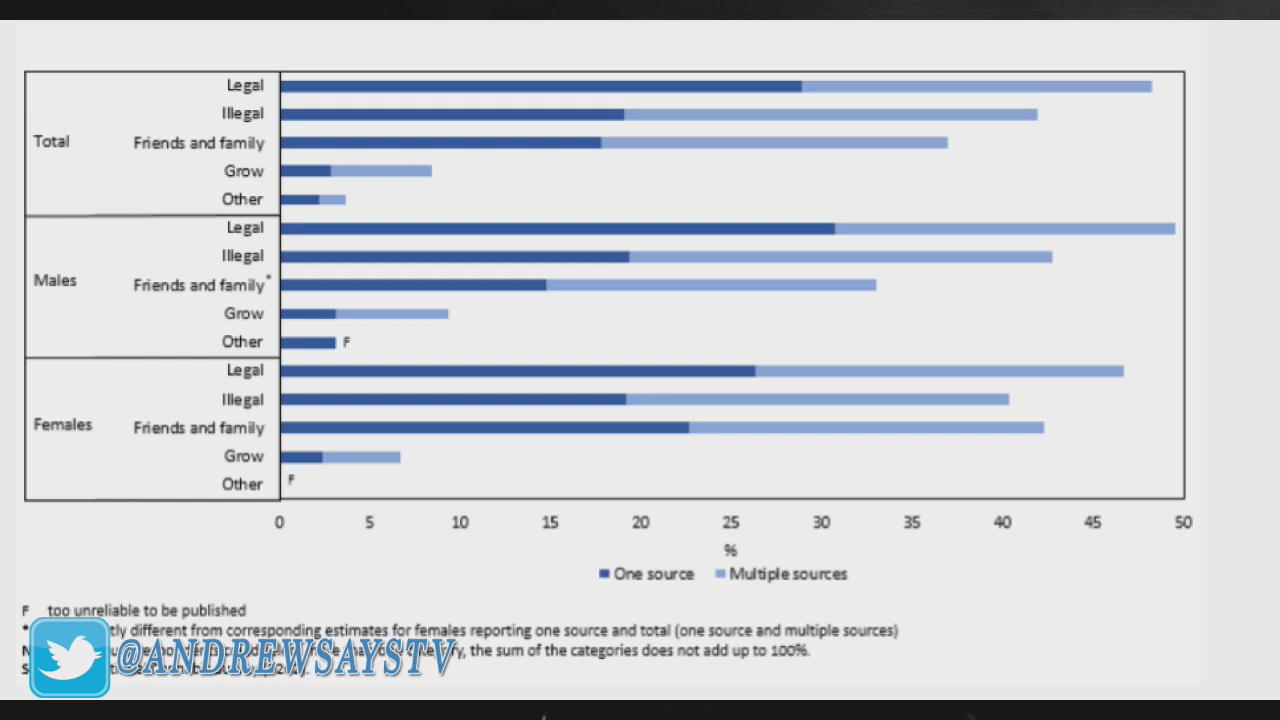 Legal
Illegal
Total
Friends and family
Grow
Other
Legal
Illegal
Males
Friends and family*
Grow
Other F
Legal
Illegal
Females
Friends and family
Grow
Other F
0 5 10 15 20 25 30 35 40 45 50
%
One source Multiple sources
F too unreliable to be published
* different from corresponding estimates for females reporting one source and total (one source and multiple sources)
the sum of the categories does not add up to 100%.
@ANDREWSAYSTV